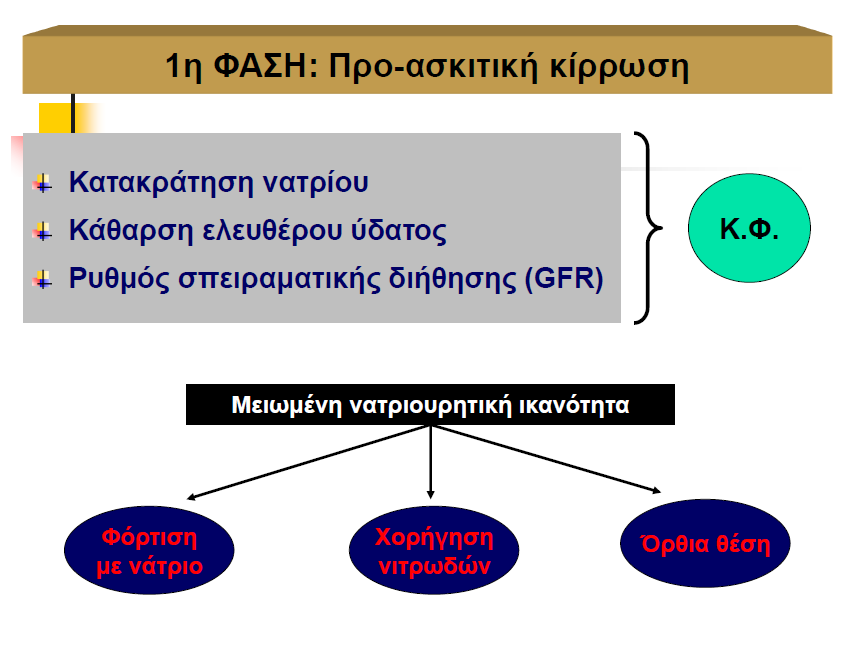 1η ΦΑΣΗ: Προ-ασκιτική κίρρωση
Κατακράτηση νατρίου
Κάθαρση ελευθέρου ύδατος
Ρυθμός σπειραματικής διήθησης (GFR)
Κ.Φ.
Μειωμένη νατριουρητική ικανότητα
Φόρτιση
με νάτριο
Χορήγηση
νιτρωδών
Όρθια θέση